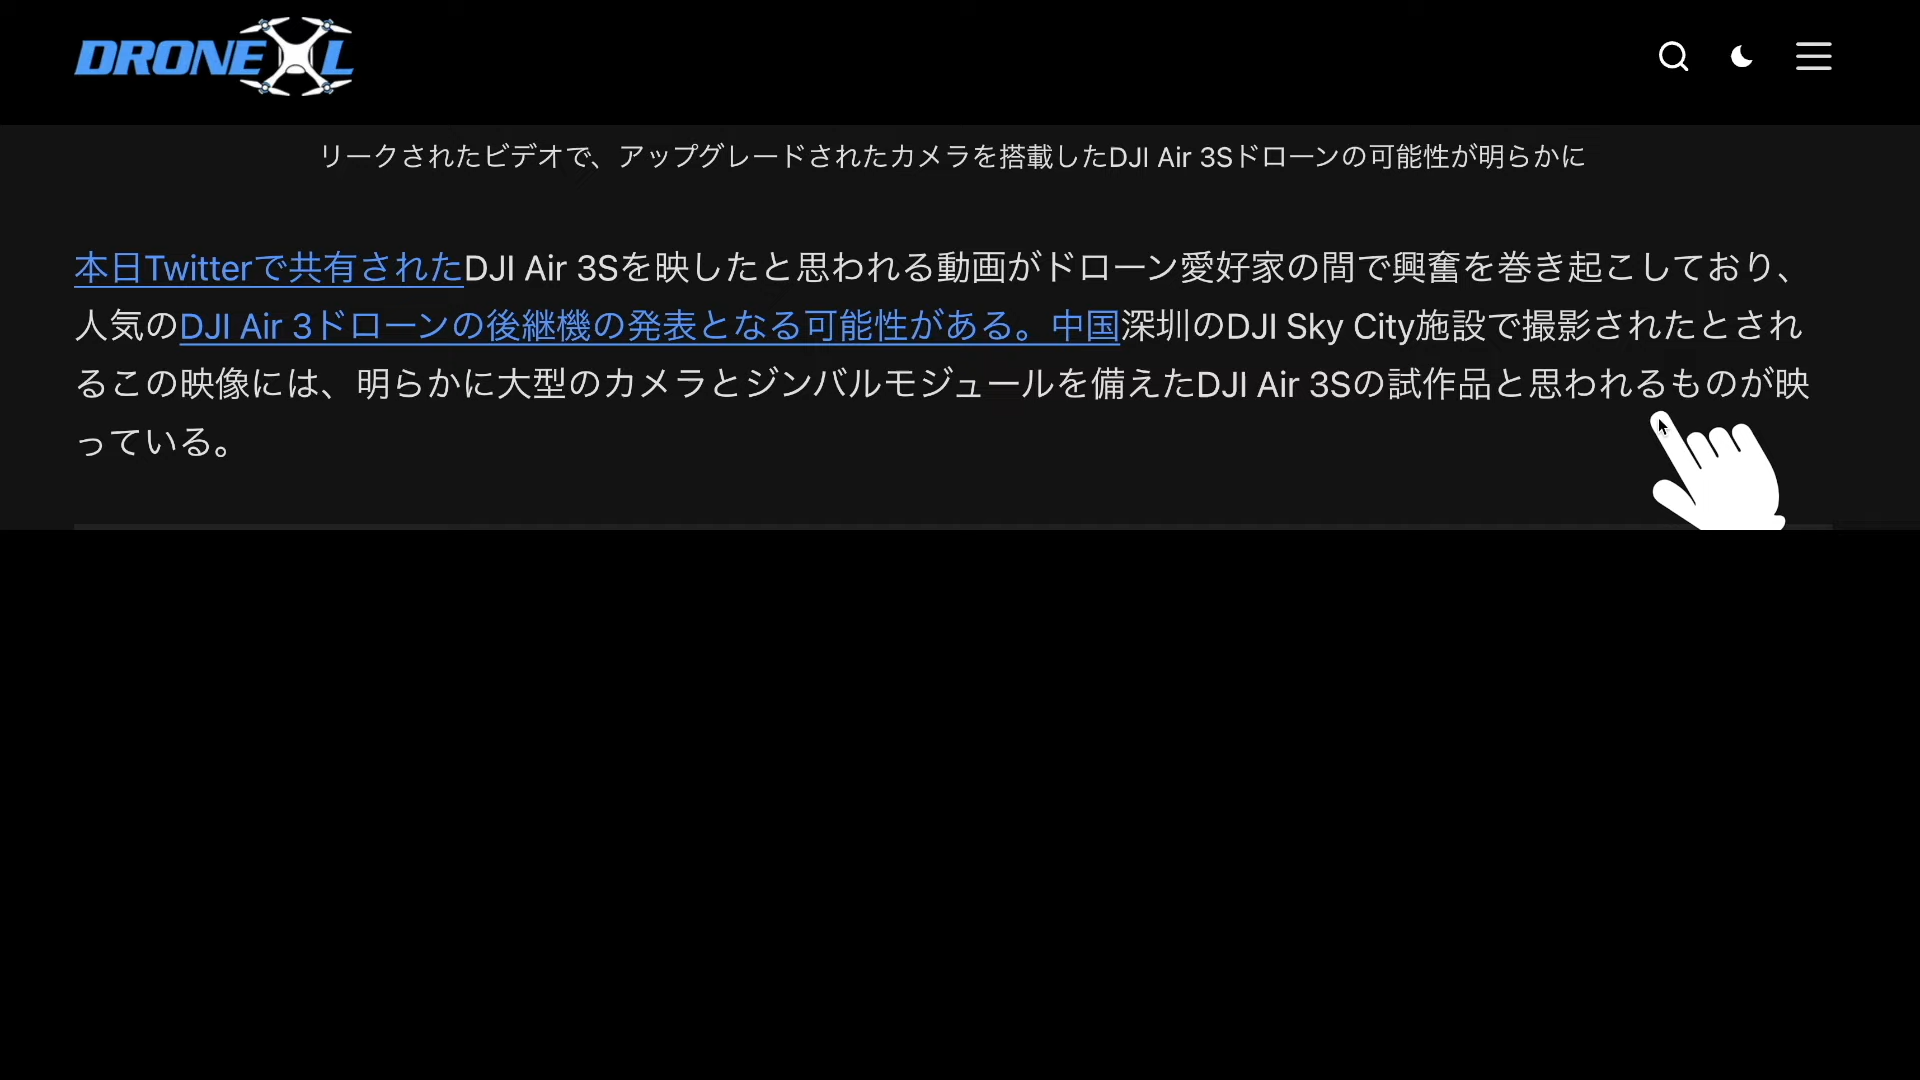 DRONEXL
リークされたビデオで、アップグレードされたカメラを搭載したDJI Air 3Sドローンの可能性が明らかに
本日Twitterで共有されたDJI Air 3Sを映したと思われる動画がドローン愛好家の間で興奮を巻き起こしており、
人気のDJI Air 3ドローンの後継機の発表となる可能性がある。中国深圳のDJI Sky City施設で撮影されたとされ
るこの映像には、明らかに大型のカメラとジンバルモジュールを備えたDJI Air 3Sの試作品と思われるものが映
っている。